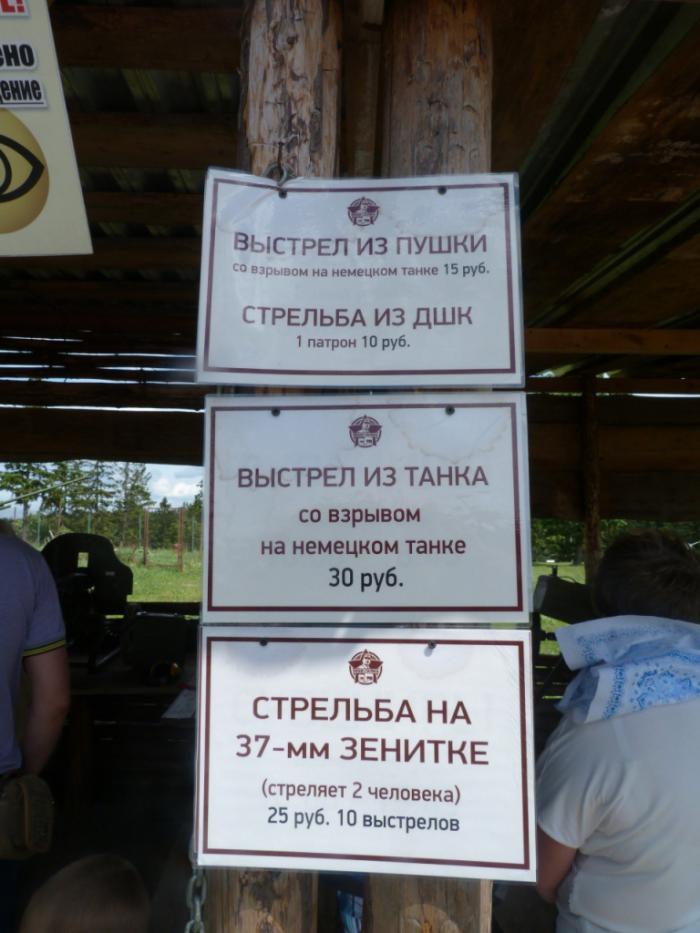 но
ение
ВЫСТРЕЛ ИЗ ПУШКИ
со взрывом на немецком танке 15 руб.
СТРЕЛЬБА ИЗ ДШК
1 патрон 10 руб.
ВЫСТРЕЛ ИЗ ТАНКА
со взрывом
на немецком танке
30 руб.
СТРЕЛЬБА НА
37-мм ЗЕНИТКЕ
(стреляет 2 человека)
25 руб. 10 выстрелов